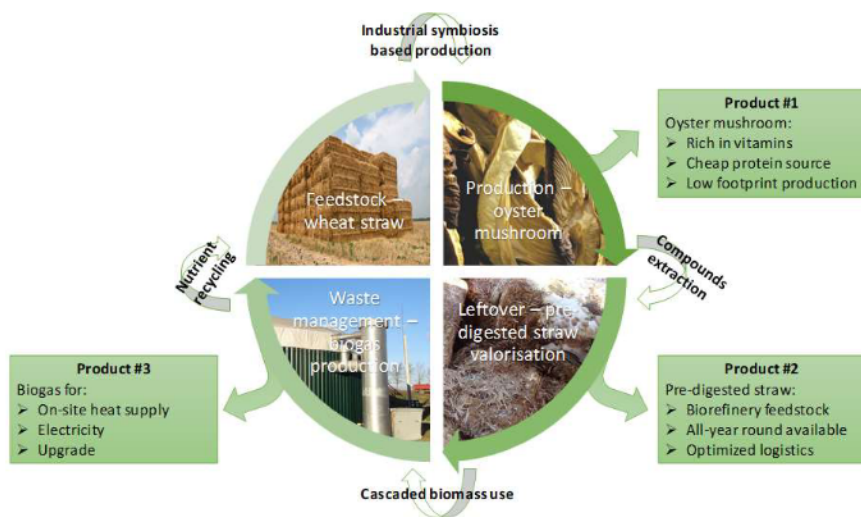 Industrial symbiosis
based production
Product #1
Oyster mushroom:
➢ Rich in vitamins
➢ Cheap protein source
➢ Low footprint production
Feedstock –
wheat straw
Production –
oyster
mushroom
Nutrient
recycling
Compounds
extraction
Waste
management –
biogas
production
Leftover – pre-
digested straw
valorisation
Product #3
Biogas for:
➢ On-site heat supply
➢ Electricity
➢ Upgrade
Product #2
Pre-digested straw:
➢ Biorefinery feedstock
➢ All-year round available
➢ Optimized logistics
Cascaded biomass use